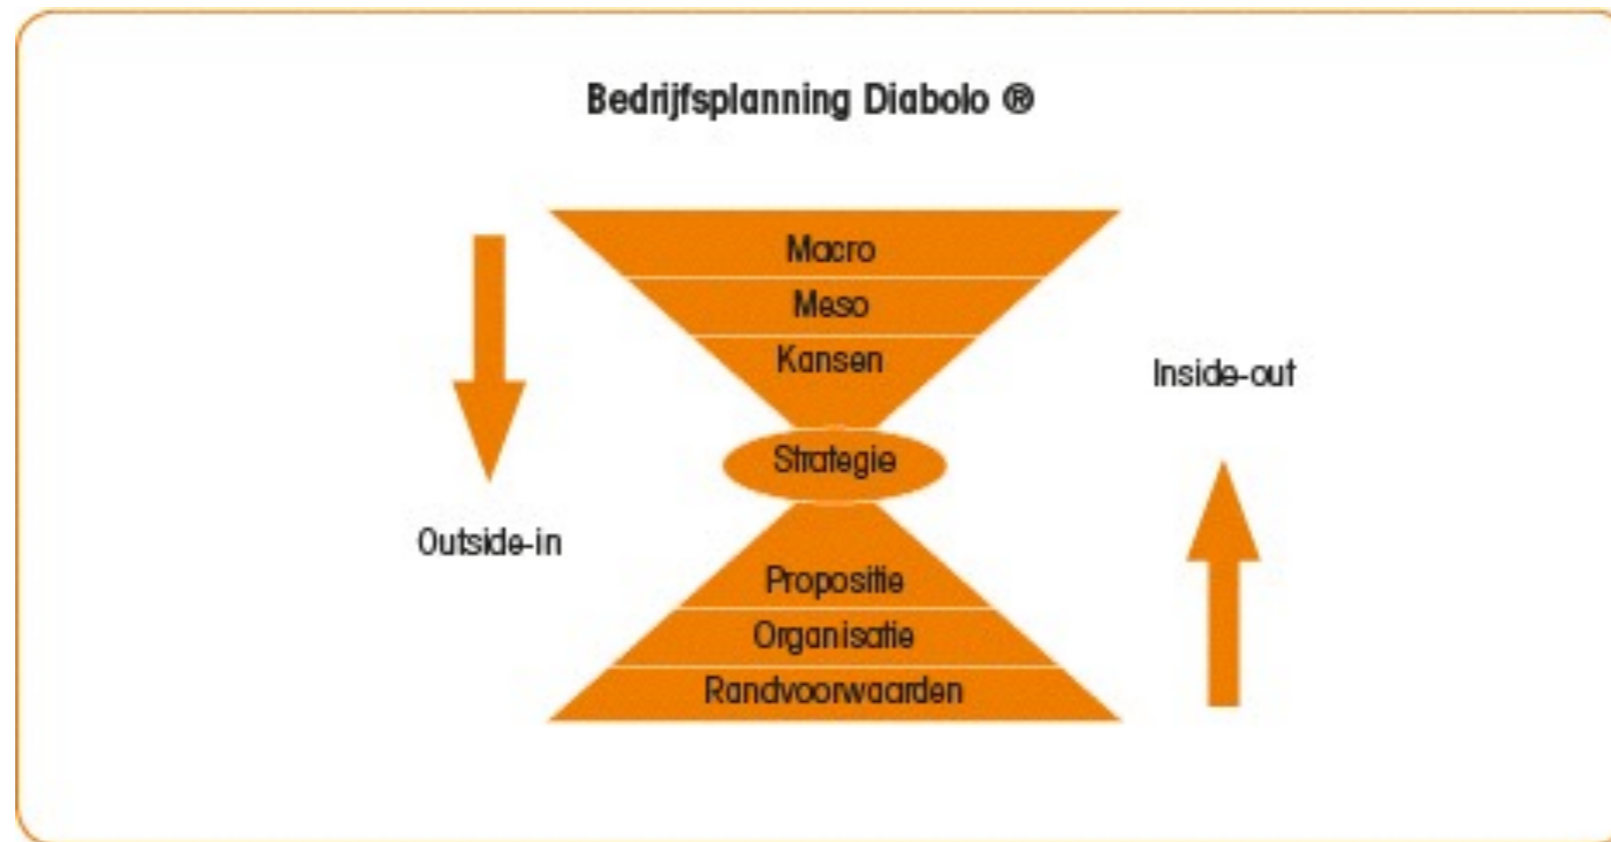 Bedrijfsplanning Diabolo ®
Macro
Meso
Kansen
Inside-out
Strategie
Outside-in
Propositie
Organisatie
Randvoorwaarden